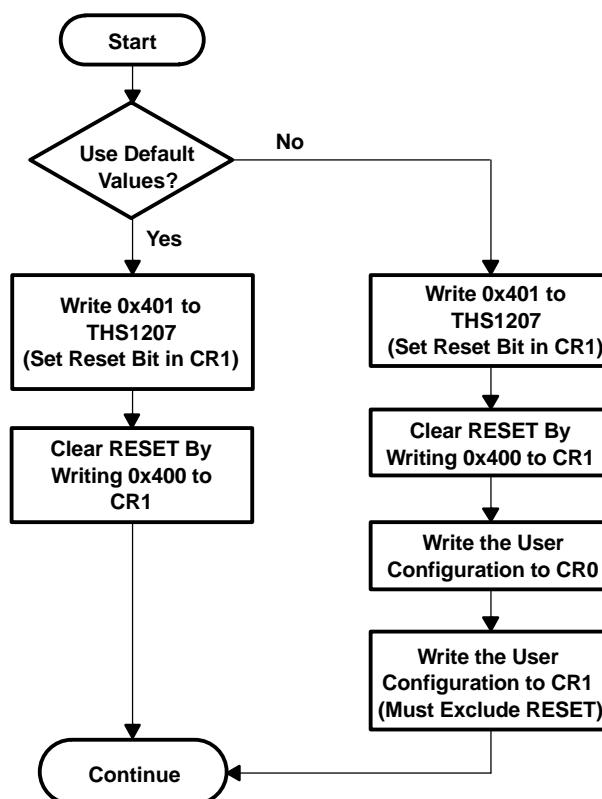 Start
Use Default
Values?
No
Yes
Write 0x401 to
THS1207
(Set Reset Bit in CR1)
Clear RESET By
Writing 0x400 to
CR1
Write 0x401 to
THS1207
(Set Reset Bit in CR1)
Clear RESET By
Writing 0x400 to CR1
Write the User
Configuration to CR0
Write the User
Configuration to CR1
(Must Exclude RESET)
Continue